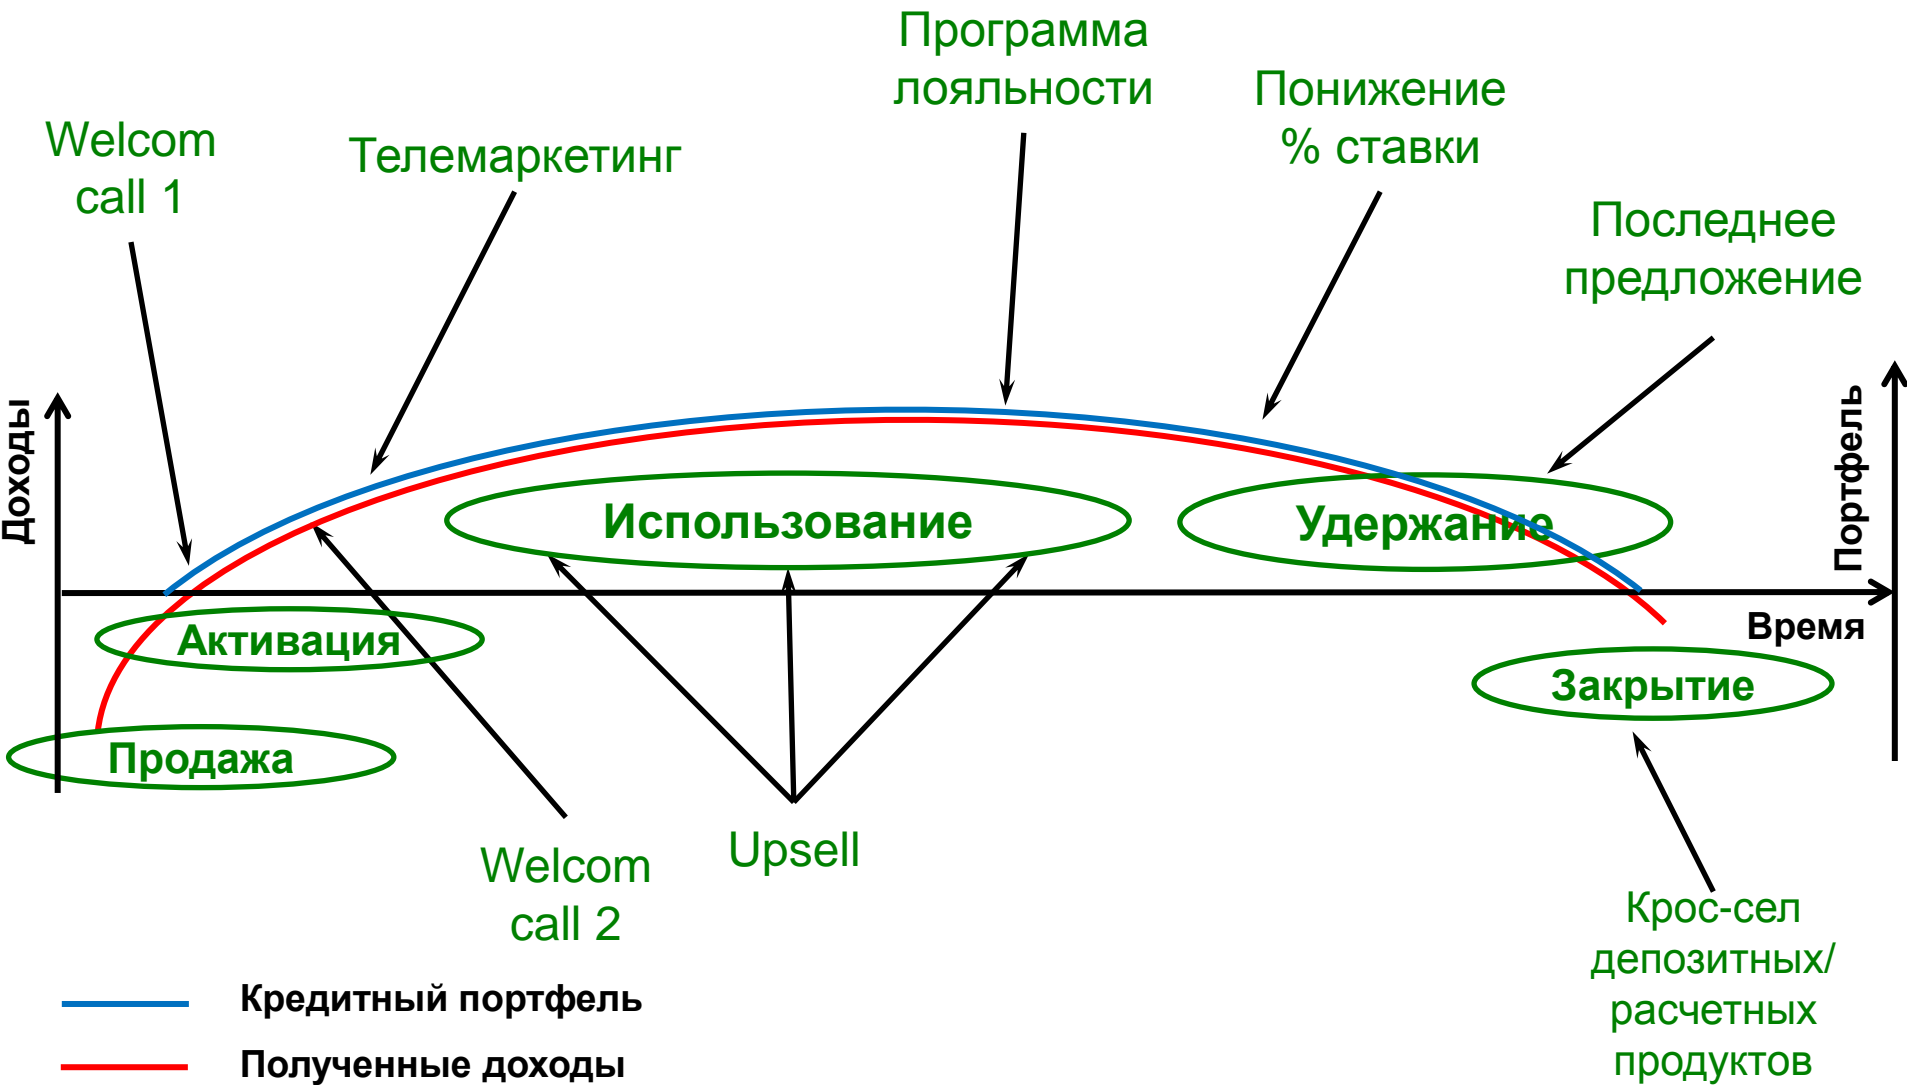 Программа
лояльности
Понижение
% ставки
Welcom
call 1
Телемаркетинг
Последнее
предложение
Доходы
Портфель
Использование
Удержание
Активация
Время
Закрытие
Продажа
Upsell
Welcom
call 2
Крос-сел
депозитных/
расчетных
продуктов
Кредитный портфель
Полученные доходы